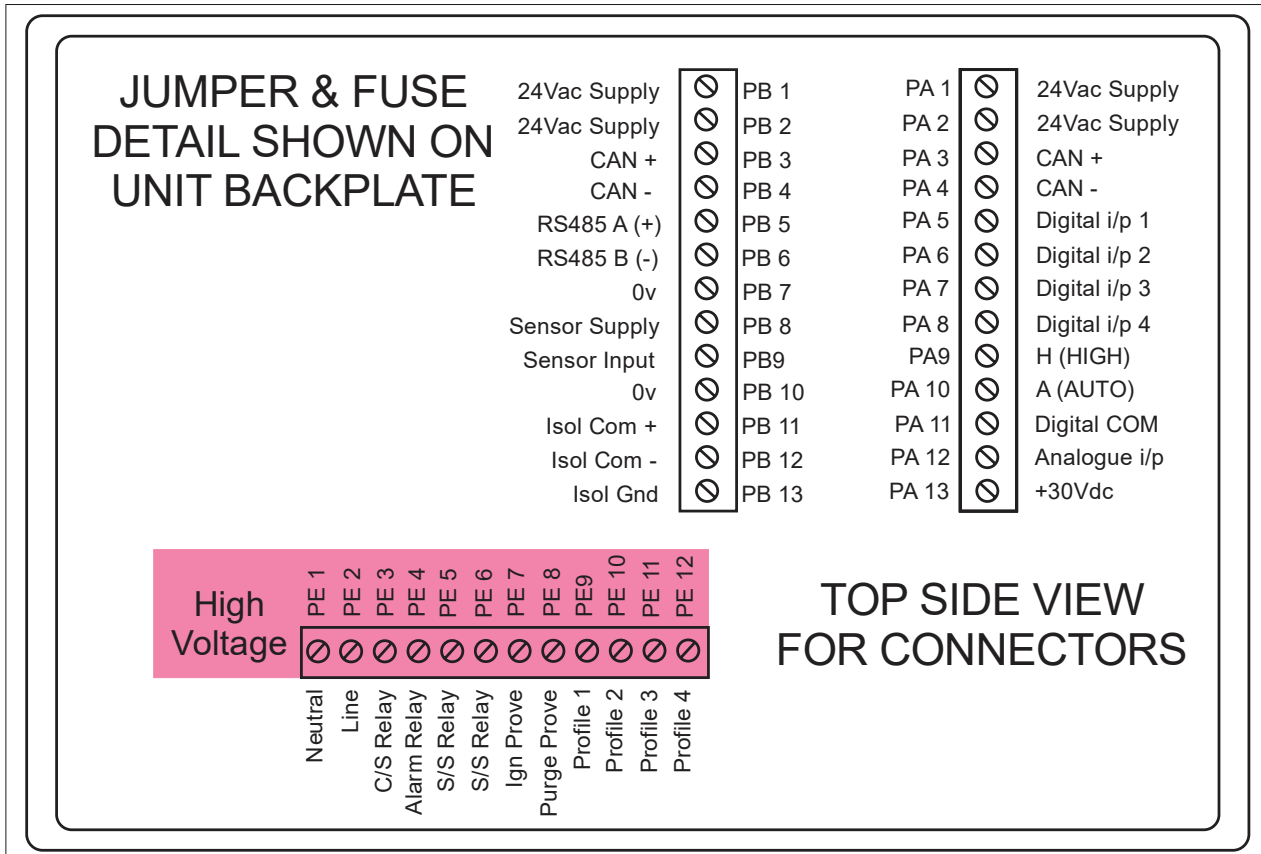 JUMPER & FUSE
DETAIL SHOWN ON
UNIT BACKPLATE
24Vac Supply PB 1
24Vac Supply PB 2
CAN + PB 3
CAN - PB 4
RS485 A (+) PB 5
RS485 B (-) PB 6
0v PB 7
Sensor Supply PB 8
Sensor Input PB9
0v PB 10
Isol Com + PB 11
Isol Com - PB 12
Isol Gnd PB 13
PA 1 24Vac Supply
PA 2 24Vac Supply
PA 3 CAN +
PA 4 CAN -
PA 5 Digital i/p 1
PA 6 Digital i/p 2
PA 7 Digital i/p 3
PA 8 Digital i/p 4
PA9 H (HIGH)
PA 10 A (AUTO)
PA 11 Digital COM
PA 12 Analogue i/p
PA 13 +30Vdc
High
Voltage
PE 1
PE 2
PE 3
PE 4
PE 5
PE 6
PE 7
PE 8
PE9
PE 10
PE 11
PE 12
Neutral
Line
C/S Relay
Alarm Relay
S/S Relay
S/S Relay
Ign Prove
Purge Prove
Profile 1
Profile 2
Profile 3
Profile 4
TOP SIDE VIEW
FOR CONNECTORS